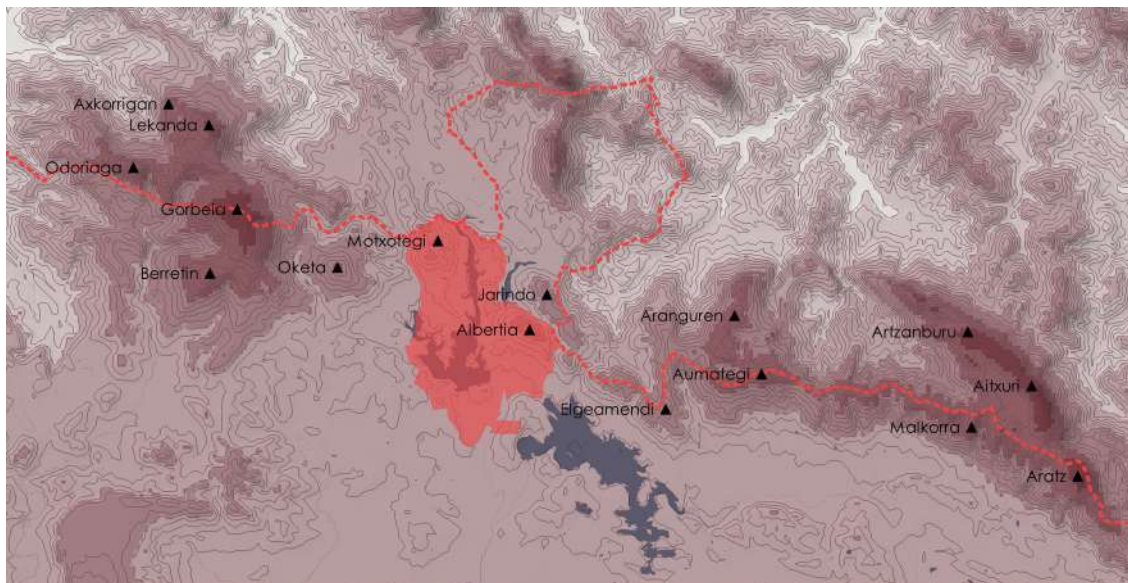 Axkorrigan
Lekanda
Odoriaga
Gorbeia
Motxotegi
Oketa
Berretin
Jarinda
Albertia
Aranguren
Artzanburu
Aumategi
Aitxuri
Elgeamendi
Malkorra
Aratz